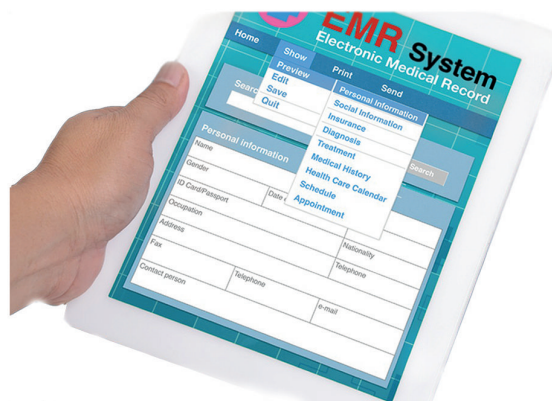 EMR System
Electronic Medical Record
Home
Show
Print
Send
Preview
Edit
Save
Quit
Personal Information
Social Information
Insurance
Diagnosis
Treatment
Medical History
Health Care Calendar
Schedule
Appointment
Search
Personal information
Name
Gender
ID Card/Passport
Date
Nationality
Occupation
Telephone
Address
Fax
Telephone
e-mail
Contact person